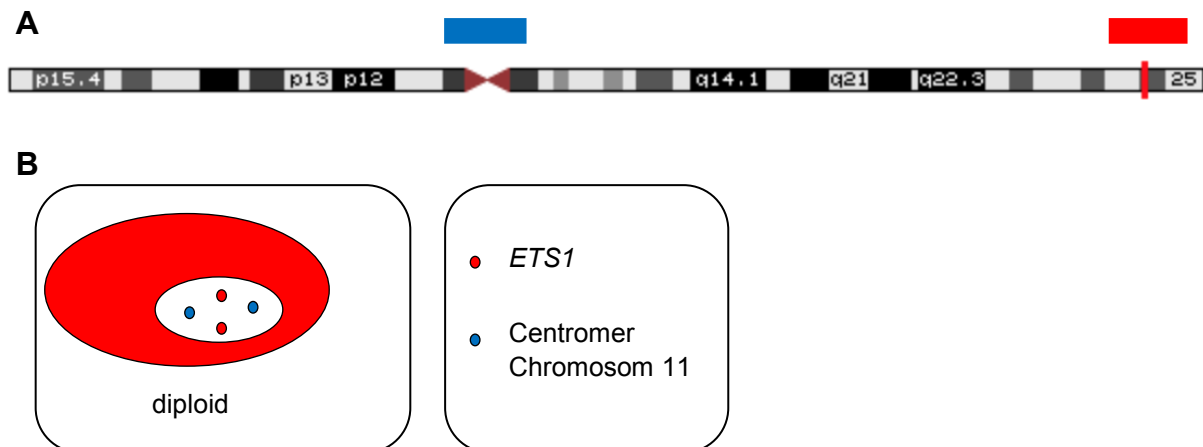 A
p15.4 p13 p12 q14.1 q21 q22.3 25
B
diploid
ETS1
Centromer
Chromosom 11